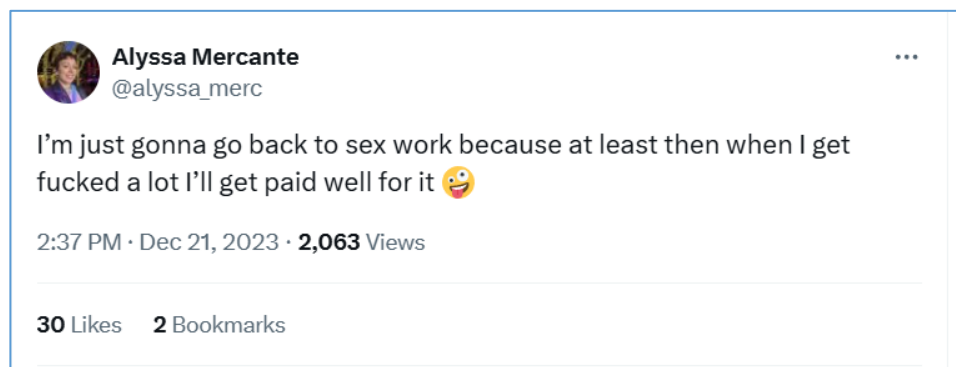 Alyssa Mercante
@alyssa_merc
I’m just gonna go back to sex work because at least then when I get
fucked a lot I’ll get paid well for it 🤪
2:37 PM · Dec 21, 2023 · 2,063 Views
30 Likes 2 Bookmarks